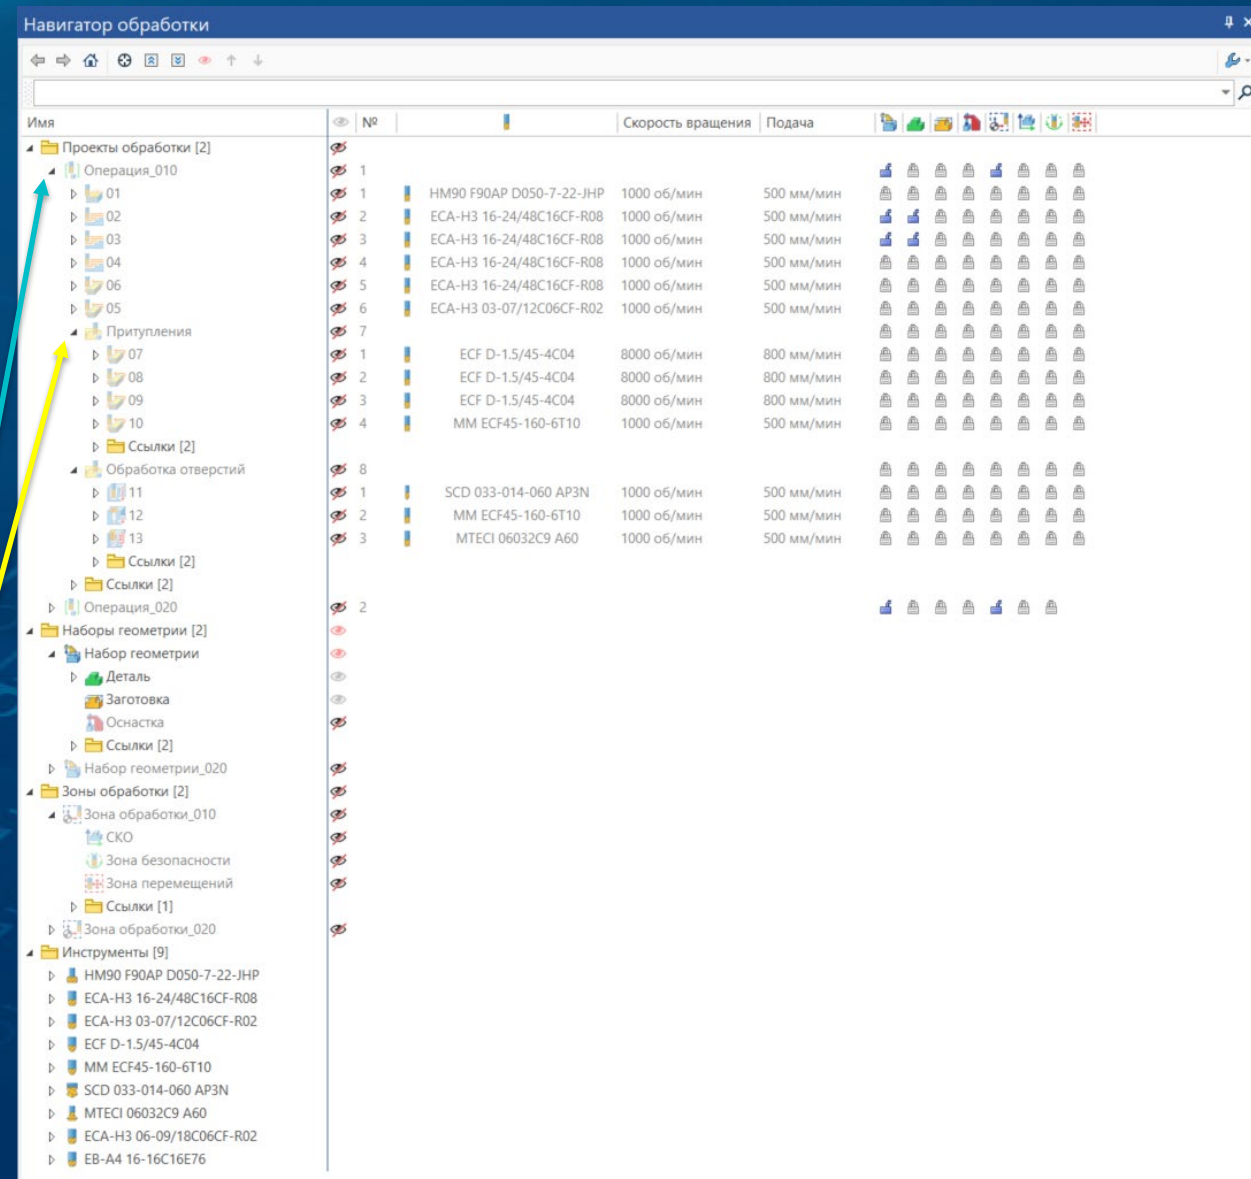 Навигатор обработки
Имя № Скорость вращения Подача
Проекты обработки [2]
Операция_010 1
01 1 HM90 F90AP D050-7-22-JHP 1000 об/мин 500 мм/мин
02 2 ECA-H3 16-24/48C16CF-R08 1000 об/мин 500 мм/мин
03 3 ECA-H3 16-24/48C16CF-R08 1000 об/мин 500 мм/мин
04 4 ECA-H3 16-24/48C16CF-R08 1000 об/мин 500 мм/мин
06 5 ECA-H3 16-24/48C16CF-R08 1000 об/мин 500 мм/мин
05 6 ECA-H3 03-07/12C06CF-R02 1000 об/мин 500 мм/мин
Притупления 7
07 1 ECF D-1.5/45-4C04 8000 об/мин 800 мм/мин
08 2 ECF D-1.5/45-4C04 8000 об/мин 800 мм/мин
09 3 ECF D-1.5/45-4C04 8000 об/мин 800 мм/мин
10 4 MM ECF45-160-6T10 1000 об/мин 500 мм/мин
Ссылки [2]
Обработка отверстий 8
11 1 SCD 033-014-060 AP3N 1000 об/мин 500 мм/мин
12 2 MM ECF45-160-6T10 1000 об/мин 500 мм/мин
13 3 MTECI 06032C9 A60 1000 об/мин 500 мм/мин
Ссылки [2]
Ссылки [2]
Операция_020 2
Наборы геометрии [2]
Набор геометрии
Деталь
Заготовка
Оснастка
Ссылки [2]
Набор геометрии_020
Зоны обработки [2]
Зона обработки_010
СКО
Зона безопасности
Зона перемещений
Ссылки [1]
Зона обработки_020
Инструменты [9]
HM90 F90AP D050-7-22-JHP
ECA-H3 16-24/48C16CF-R08
ECA-H3 03-07/12C06CF-R02
ECF D-1.5/45-4C04
MM ECF45-160-6T10
SCD 033-014-060 AP3N
MTECI 06032C9 A60
ECA-H3 06-09/18C06CF-R02
EB-A4 16-16C16E76